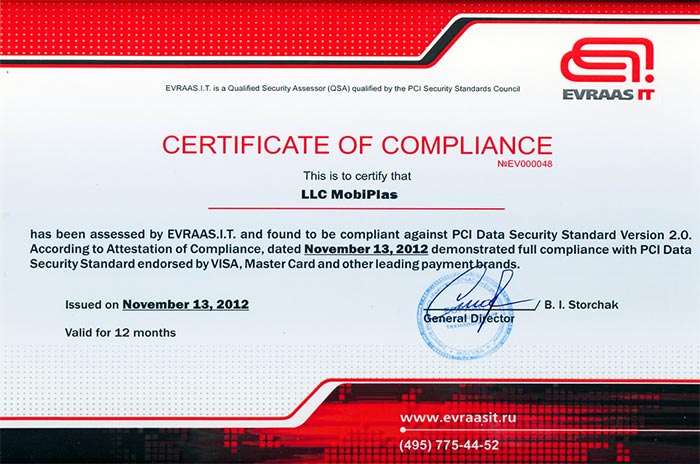 EVRAAS.I.T. is a Qualified Security Assessor (QSA) qualified by the PCI Security Standards Council
EVRAAS IT
CERTIFICATE OF COMPLIANCE
№EV000048
This is to certify that
LLC MobiPlas
has been assessed by EVRAAS.I.T. and found to be compliant against PCI Data Security Standard Version 2.0.
According to Attestation of Compliance, dated November 13, 2012 demonstrated full compliance with PCI Data
Security Standard endorsed by VISA, Master Card and other leading payment brands.
Issued on November 13, 2012
/ B. I. Storchak
General Director
Valid for 12 months
www.evraasit.ru
(495) 775-44-52